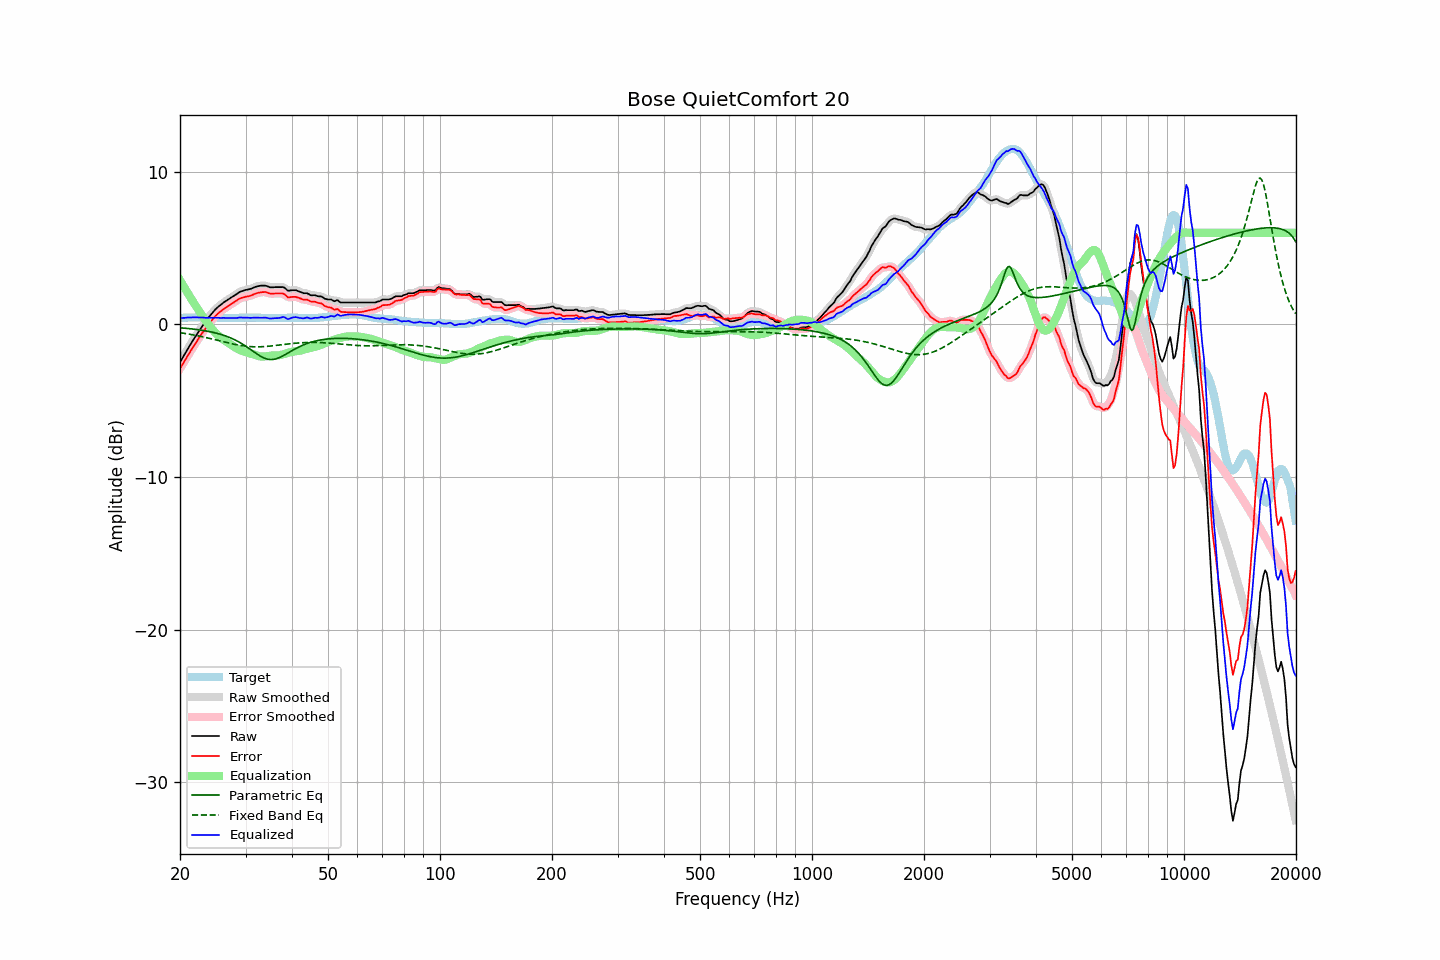 Bose QuietComfort 20
Amplitude (dBr)
10
0
−10
−20
−30
Target
Raw Smoothed
Error Smoothed
Raw
Error
Equalization
Parametric Eq
Fixed Band Eq
Equalized
20 50 100 200 500 1000 2000 5000 10000 20000
Frequency (Hz)